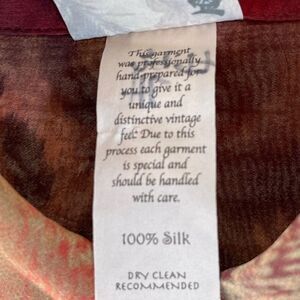 This garment
was professionally
hand-prepared for
you to give it a
unique and
distinctive vintage
feel. Due to this
process each garment
is special and
should be handled
with care.
100% Silk
DRY CLEAN
RECOMMENDED